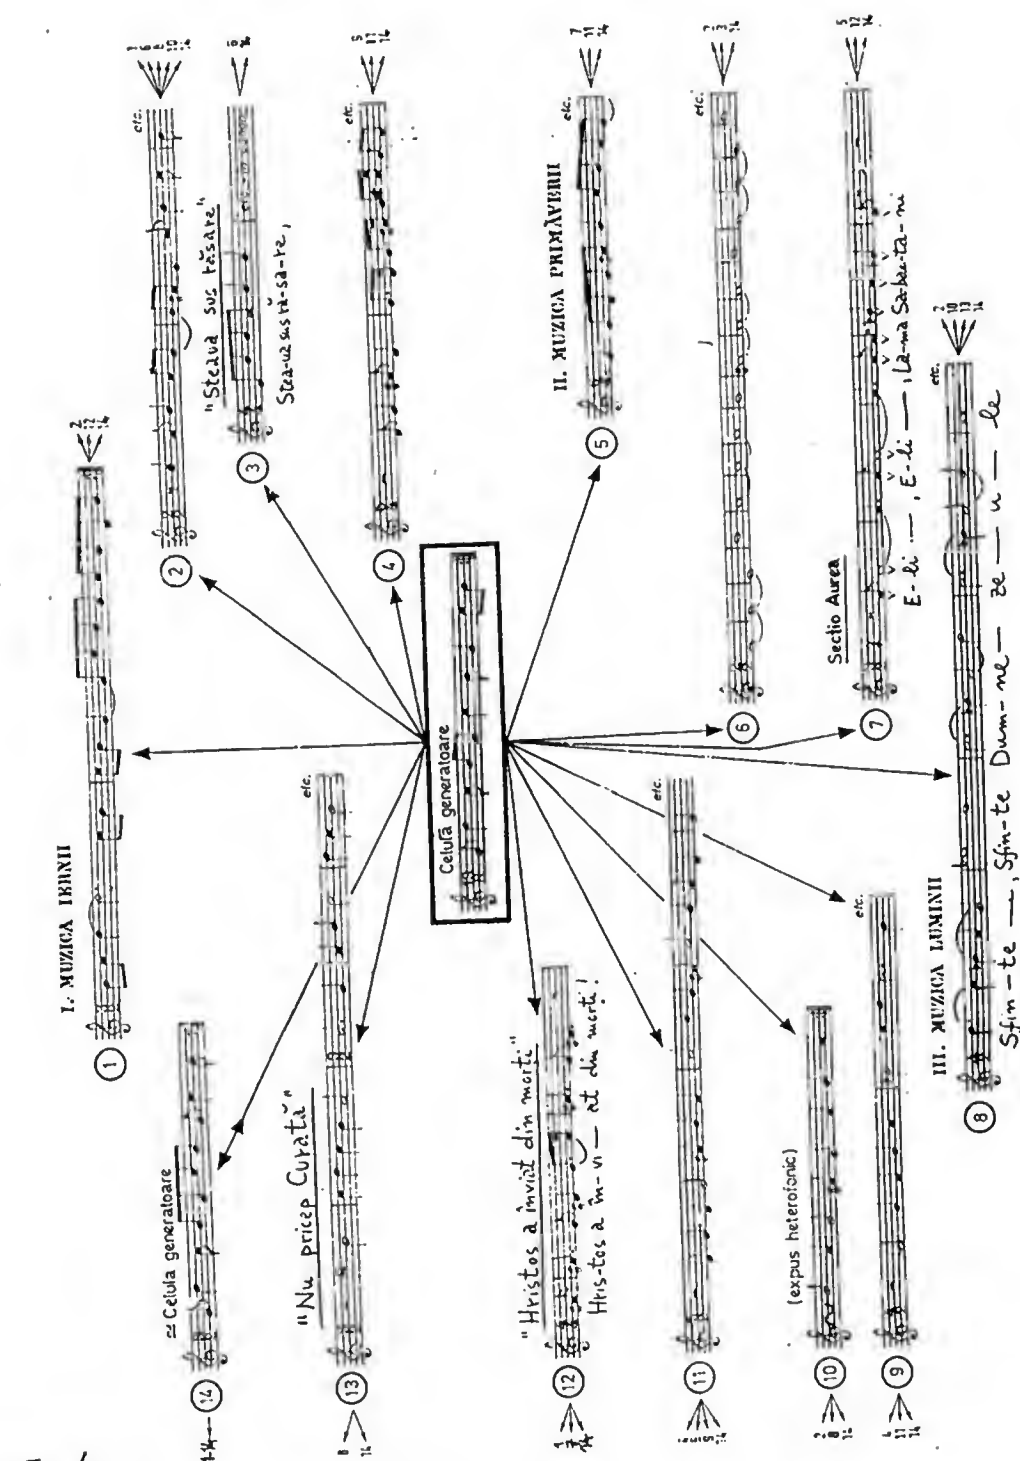 I. MUZICA IERNII
1
2
etc.
"Steaua sus răsare"
3
Stea-ua sus ră-sa-re,
4
Celulă generatoare
II. MUZICA PRIMĂVERII
5
etc.
6
Sectio Aurea
7
E-li —, E-li —, La-ma Sa-bac-ta-ni
III. MUZICA LUMINII
8
etc.
Sfin-te —, Sfin-te Dum-ne — ze — u — le
9
etc.
(expus heterofonic)
10
11
etc.
"Hristos a înviat din morți"
12
Hris-tos a în-vi — at din morți!
"Nu pricep Curată"
13
etc.
≃ Celula generatoare
14